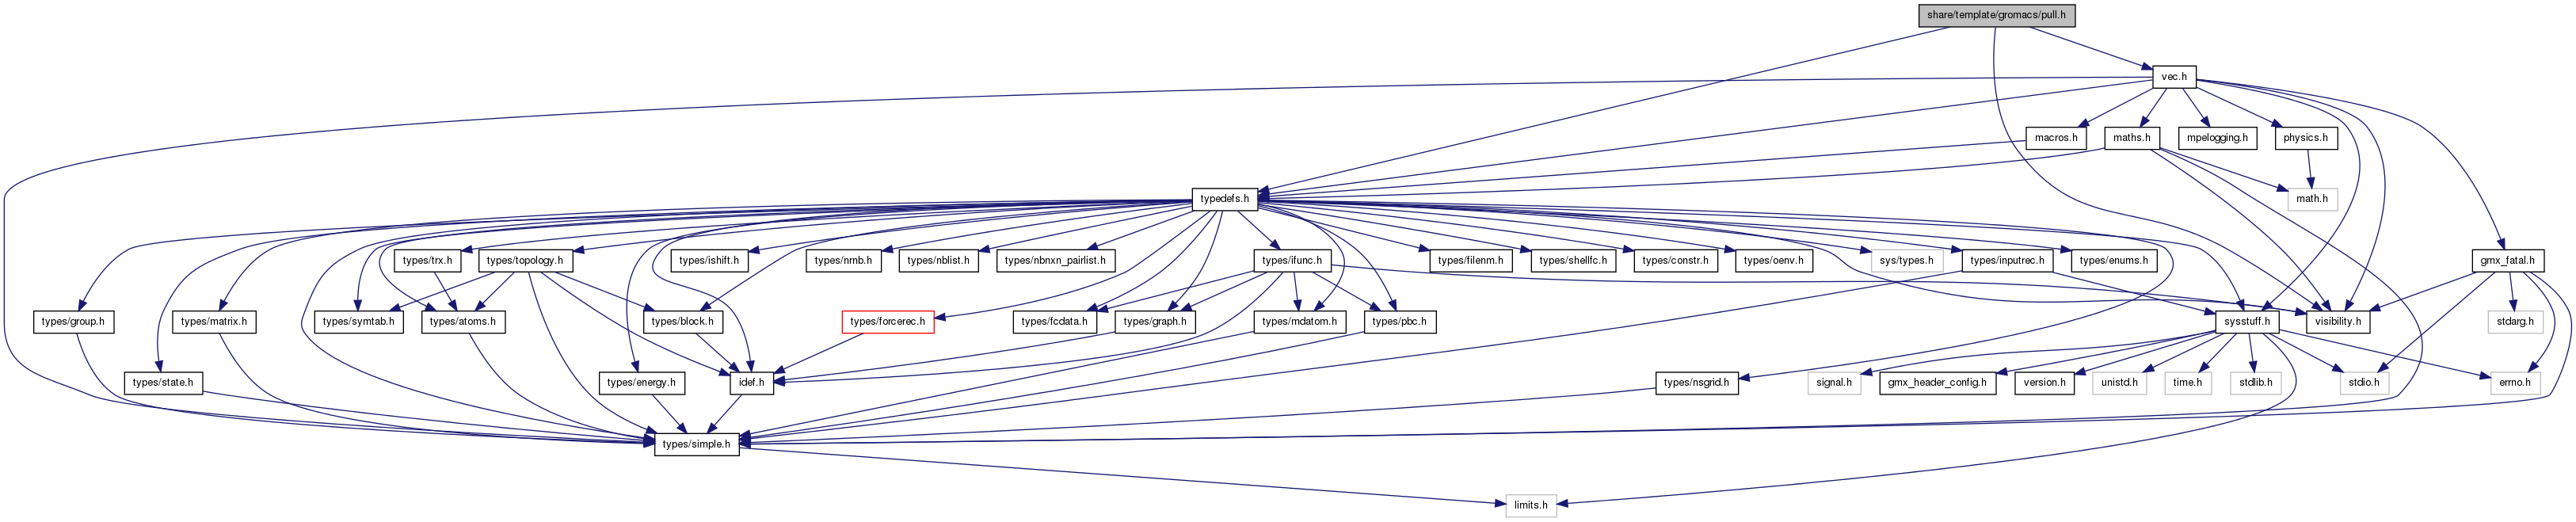 share/template/gromacs/pull.h
vec.h
macros.h
maths.h
mpelogging.h
physics.h
typedefs.h
math.h
types/trx.h
types/topology.h
types/ishift.h
types/nrnb.h
types/nblist.h
types/nbnxn_pairlist.h
types/ifunc.h
types/filenm.h
types/shellfc.h
types/constr.h
types/oenv.h
sys/types.h
types/inputrec.h
types/enums.h
gmx_fatal.h
types/group.h
types/matrix.h
types/symtab.h
types/atoms.h
types/block.h
types/forcerec.h
types/fcdata.h
types/graph.h
types/mdatom.h
types/pbc.h
sysstuff.h
visibility.h
stdarg.h
types/state.h
types/energy.h
idef.h
types/nsgrid.h
signal.h
gmx_header_config.h
version.h
unistd.h
time.h
stdlib.h
stdio.h
errno.h
types/simple.h
limits.h